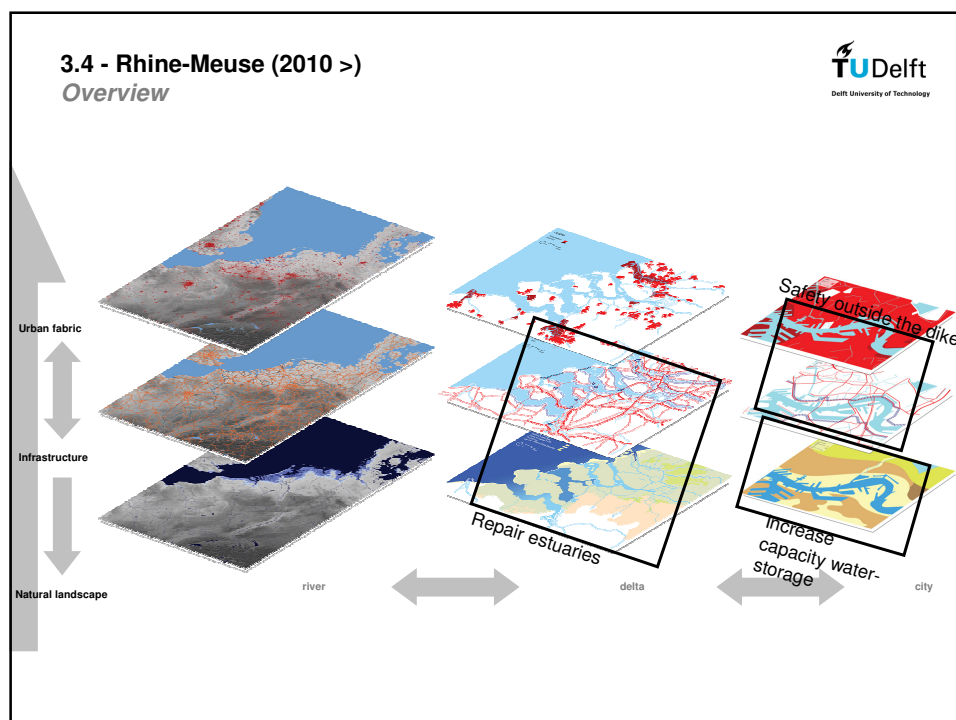 3.4 - Rhine-Meuse (2010 >)
Overview
TUDelft
Delft University of Technology
Urban fabric
Infrastructure
Natural landscape
Safety outside the dike
Repair estuaries
Increase
capacity water-
storage
river
delta
city